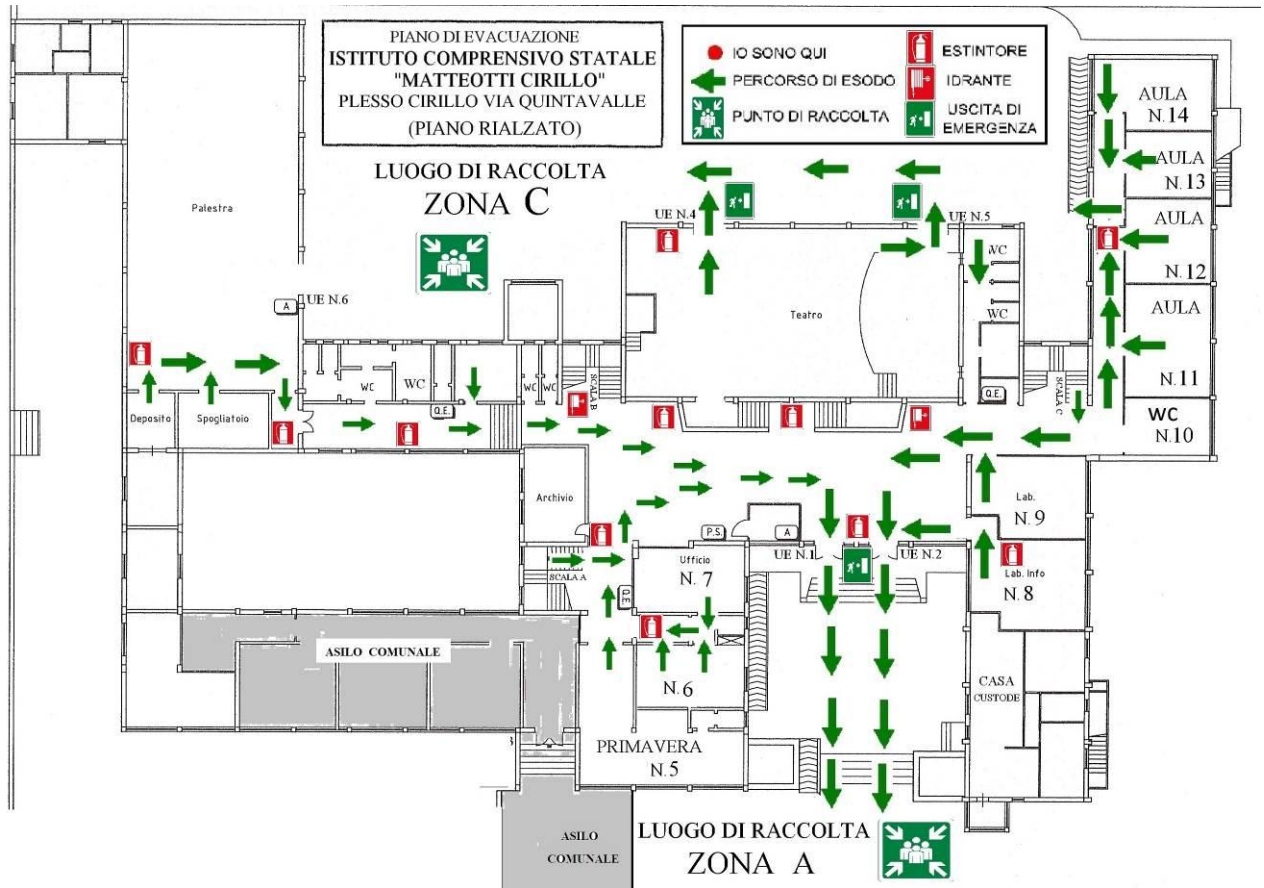 PIANO DI EVACUAZIONE
ISTITUTO COMPRENSIVO STATALE
"MATTEOTTI CIRILLO"
PLESSO CIRILLO VIA QUINTAVALLE
(PIANO RIALZATO)
IO SONO QUI
PERCORSO DI ESODO
PUNTO DI RACCOLTA
ESTINTORE
IDRANTE
USCITA DI
EMERGENZA
LUOGO DI RACCOLTA
ZONA C
AULA
N. 14
AULA
N. 13
AULA
N. 12
AULA
N. 11
WC
N. 10
Palestra
A
UE N.6
UE N.4
UE N.5
WC
WC
Teatro
WC
WC
WC
WC
SCALA B
Q.E.
Q.E.
SCALA C
Deposito
Spogliatoio
Archivio
Lab.
N. 9
P.S.
A
UE N.1
UE N.2
Lab. Info
N. 8
SCALA A
Q.E.
Ufficio
N. 7
ASILO COMUNALE
N. 6
CASA
CUSTODE
PRIMAVERA
N. 5
ASILO
COMUNALE
LUOGO DI RACCOLTA
ZONA A